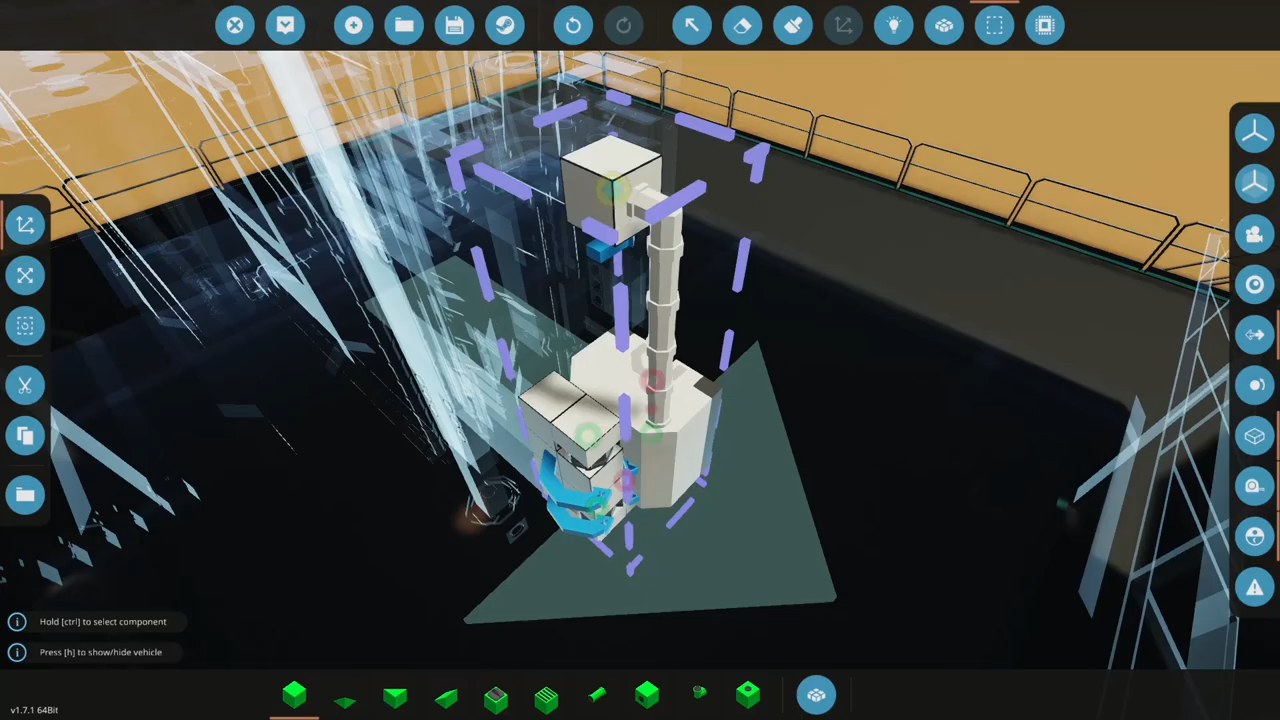 Hold [ctrl] to select component
Press [h] to show/hide vehicle
v1.7.1 64Bit